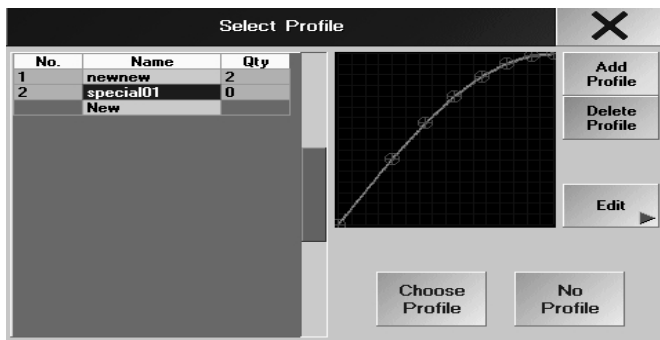 Select Profile
No. Name Qty
1 newnew 2
2 special01 0
New
Add
Profile
Delete
Profile
Edit
Choose
Profile
No
Profile